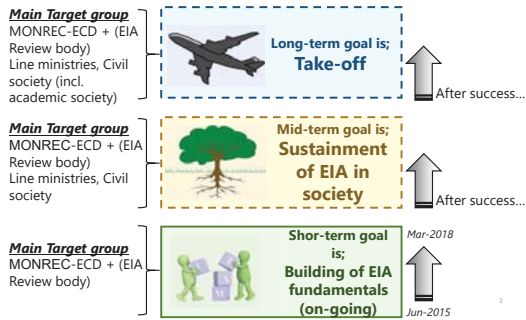 Main Target group
MONREC-ECD + (EIA
Review body)
Line ministries, Civil
society (incl.
academic society)
Long-term goal is;
Take-off
After success...
Main Target group
MONREC-ECD + (EIA
Review body)
Line ministries, Civil
society
Mid-term goal is;
Sustainment
of EIA in
society
After success...
Main Target group
MONREC-ECD + (EIA
Review body)
Shor-term goal
is;
Building of EIA
fundamentals
(on-going)
Mar-2018
Jun-2015
3